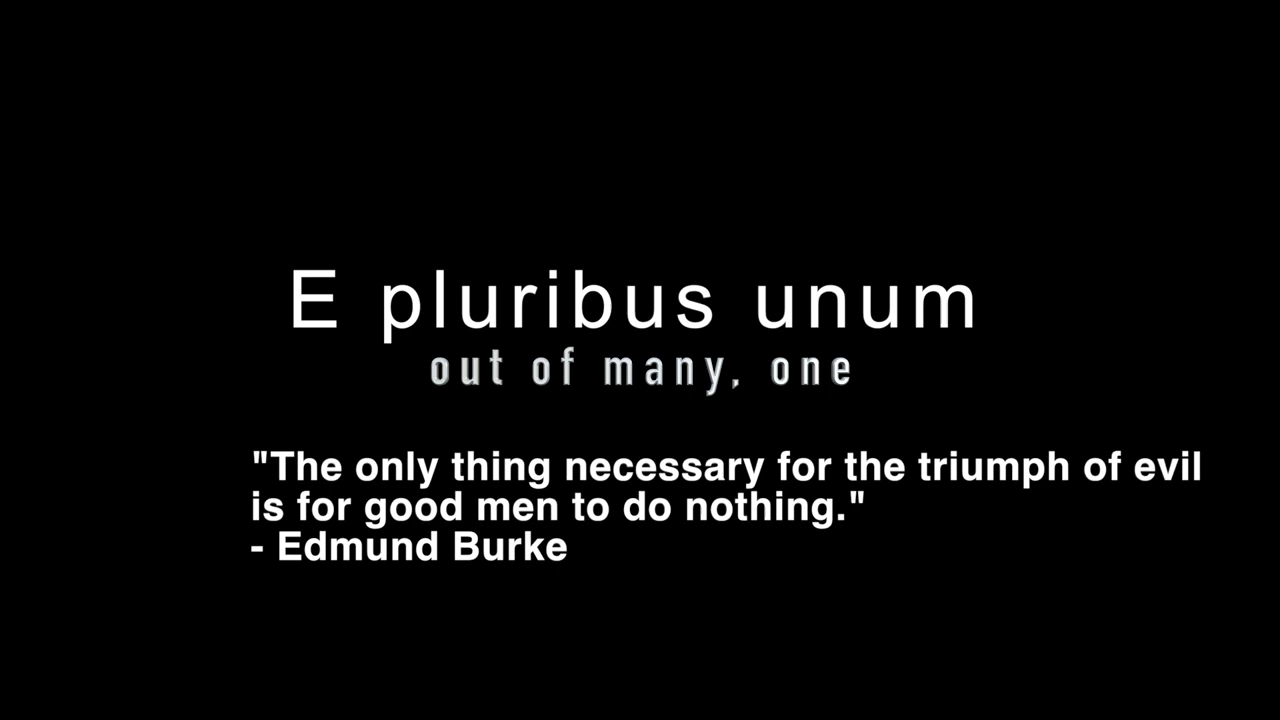 E pluribus unum
out of many, one
"The only thing necessary for the triumph of evil
is for good men to do nothing."
- Edmund Burke